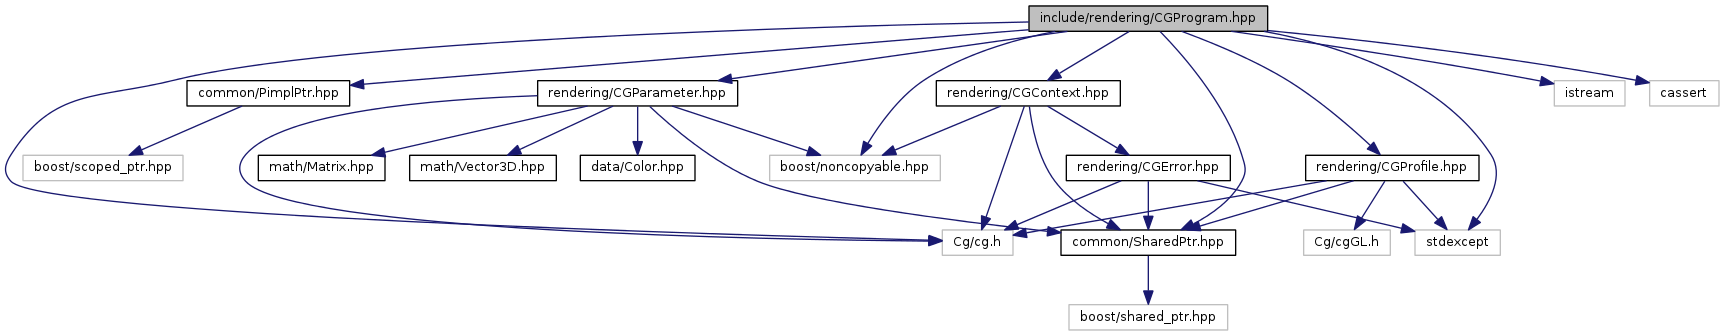 include/rendering/CGProgram.hpp
common/PimplPtr.hpp
rendering/CGParameter.hpp
rendering/CGContext.hpp
istream
cassert
boost/scoped_ptr.hpp
math/Matrix.hpp
math/Vector3D.hpp
data/Color.hpp
boost/noncopyable.hpp
rendering/CGError.hpp
rendering/CGProfile.hpp
Cg/cg.h
common/SharedPtr.hpp
Cg/cgGL.h
stdexcept
boost/shared_ptr.hpp